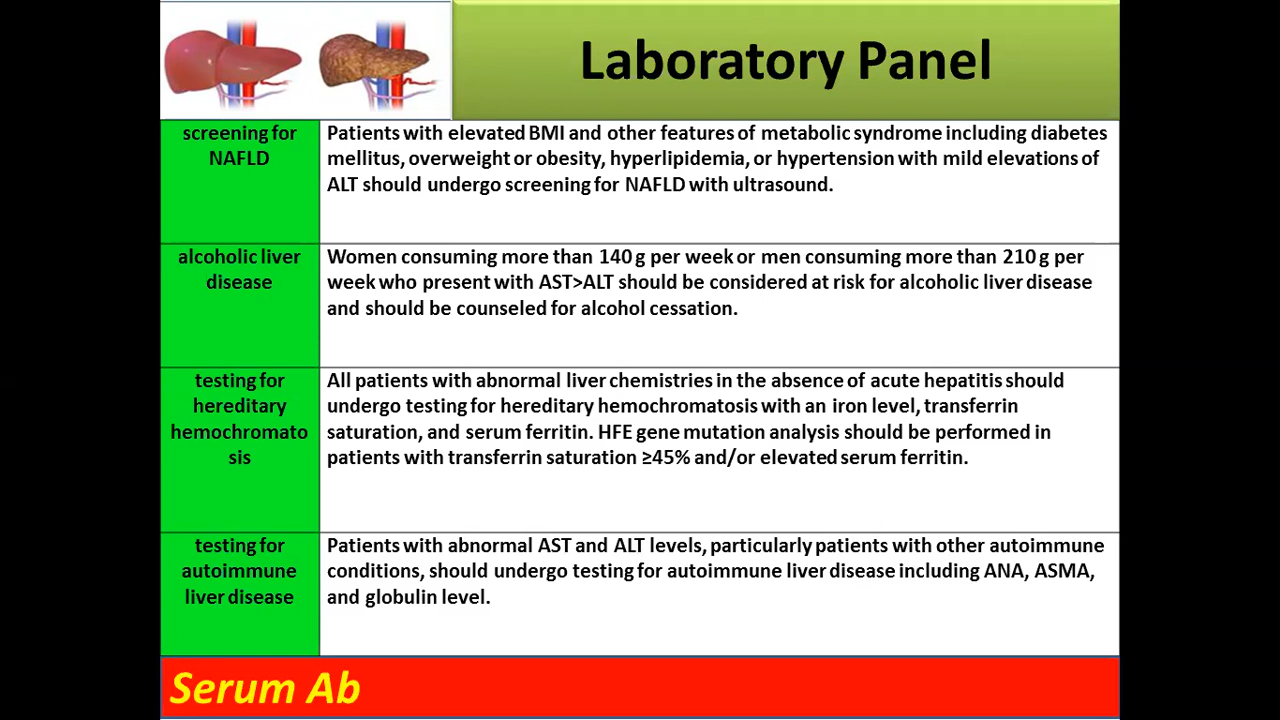 Laboratory Panel
screening for
NAFLD
Patients with elevated BMI and other features of metabolic syndrome including diabetes
mellitus, overweight or obesity, hyperlipidemia, or hypertension with mild elevations of
ALT should undergo screening for NAFLD with ultrasound.
alcoholic liver
disease
Women consuming more than 140 g per week or men consuming more than 210 g per
week who present with AST>ALT should be considered at risk for alcoholic liver disease
and should be counseled for alcohol cessation.
testing for
hereditary
hemochromato
sis
All patients with abnormal liver chemistries in the absence of acute hepatitis should
undergo testing for hereditary hemochromatosis with an iron level, transferrin
saturation, and serum ferritin. HFE gene mutation analysis should be performed in
patients with transferrin saturation ≥45% and/or elevated serum ferritin.
testing for
autoimmune
liver disease
Patients with abnormal AST and ALT levels, particularly patients with other autoimmune
conditions, should undergo testing for autoimmune liver disease including ANA, ASMA,
and globulin level.
Serum Ab